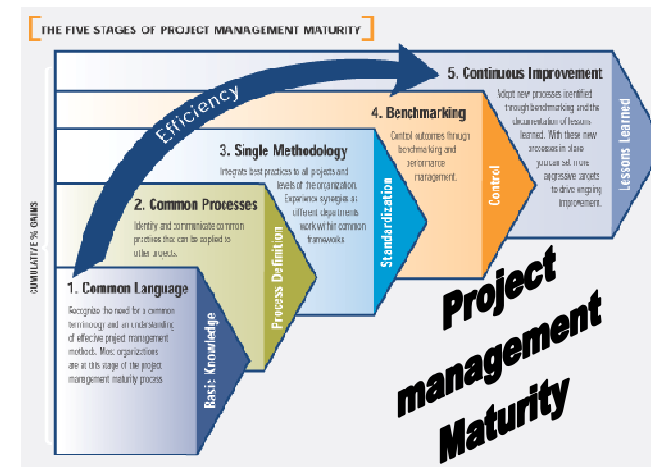 THE FIVE STAGES OF PROJECT MANAGEMENT MATURITY
5. Continuous Improvement
Adopt new processes identified
through benchmarking and the
documentation of lessons
learned. With these new
processes in place
you can set more
aggressive targets
to drive ongoing
improvement.
Lessons Learned
Efficiency
4. Benchmarking
Control outcomes through
benchmarking and
performance
management.
Control
3. Single Methodology
Integrate best practices to all projects and
levels of the organization.
Experience synergies as
different departments
work within common
frameworks
Standardization
2. Common Processes
Identify and communicate common
practices that can be applied to
other projects.
Process Definition
CUMULATIVE % GAINS
1. Common Language
Recognize the need for a common
terminology and an understanding
of effective project management
methods. Most organizations
are at this stage of the project
management maturity process
Basic Knowledge
Project
management
Maturity